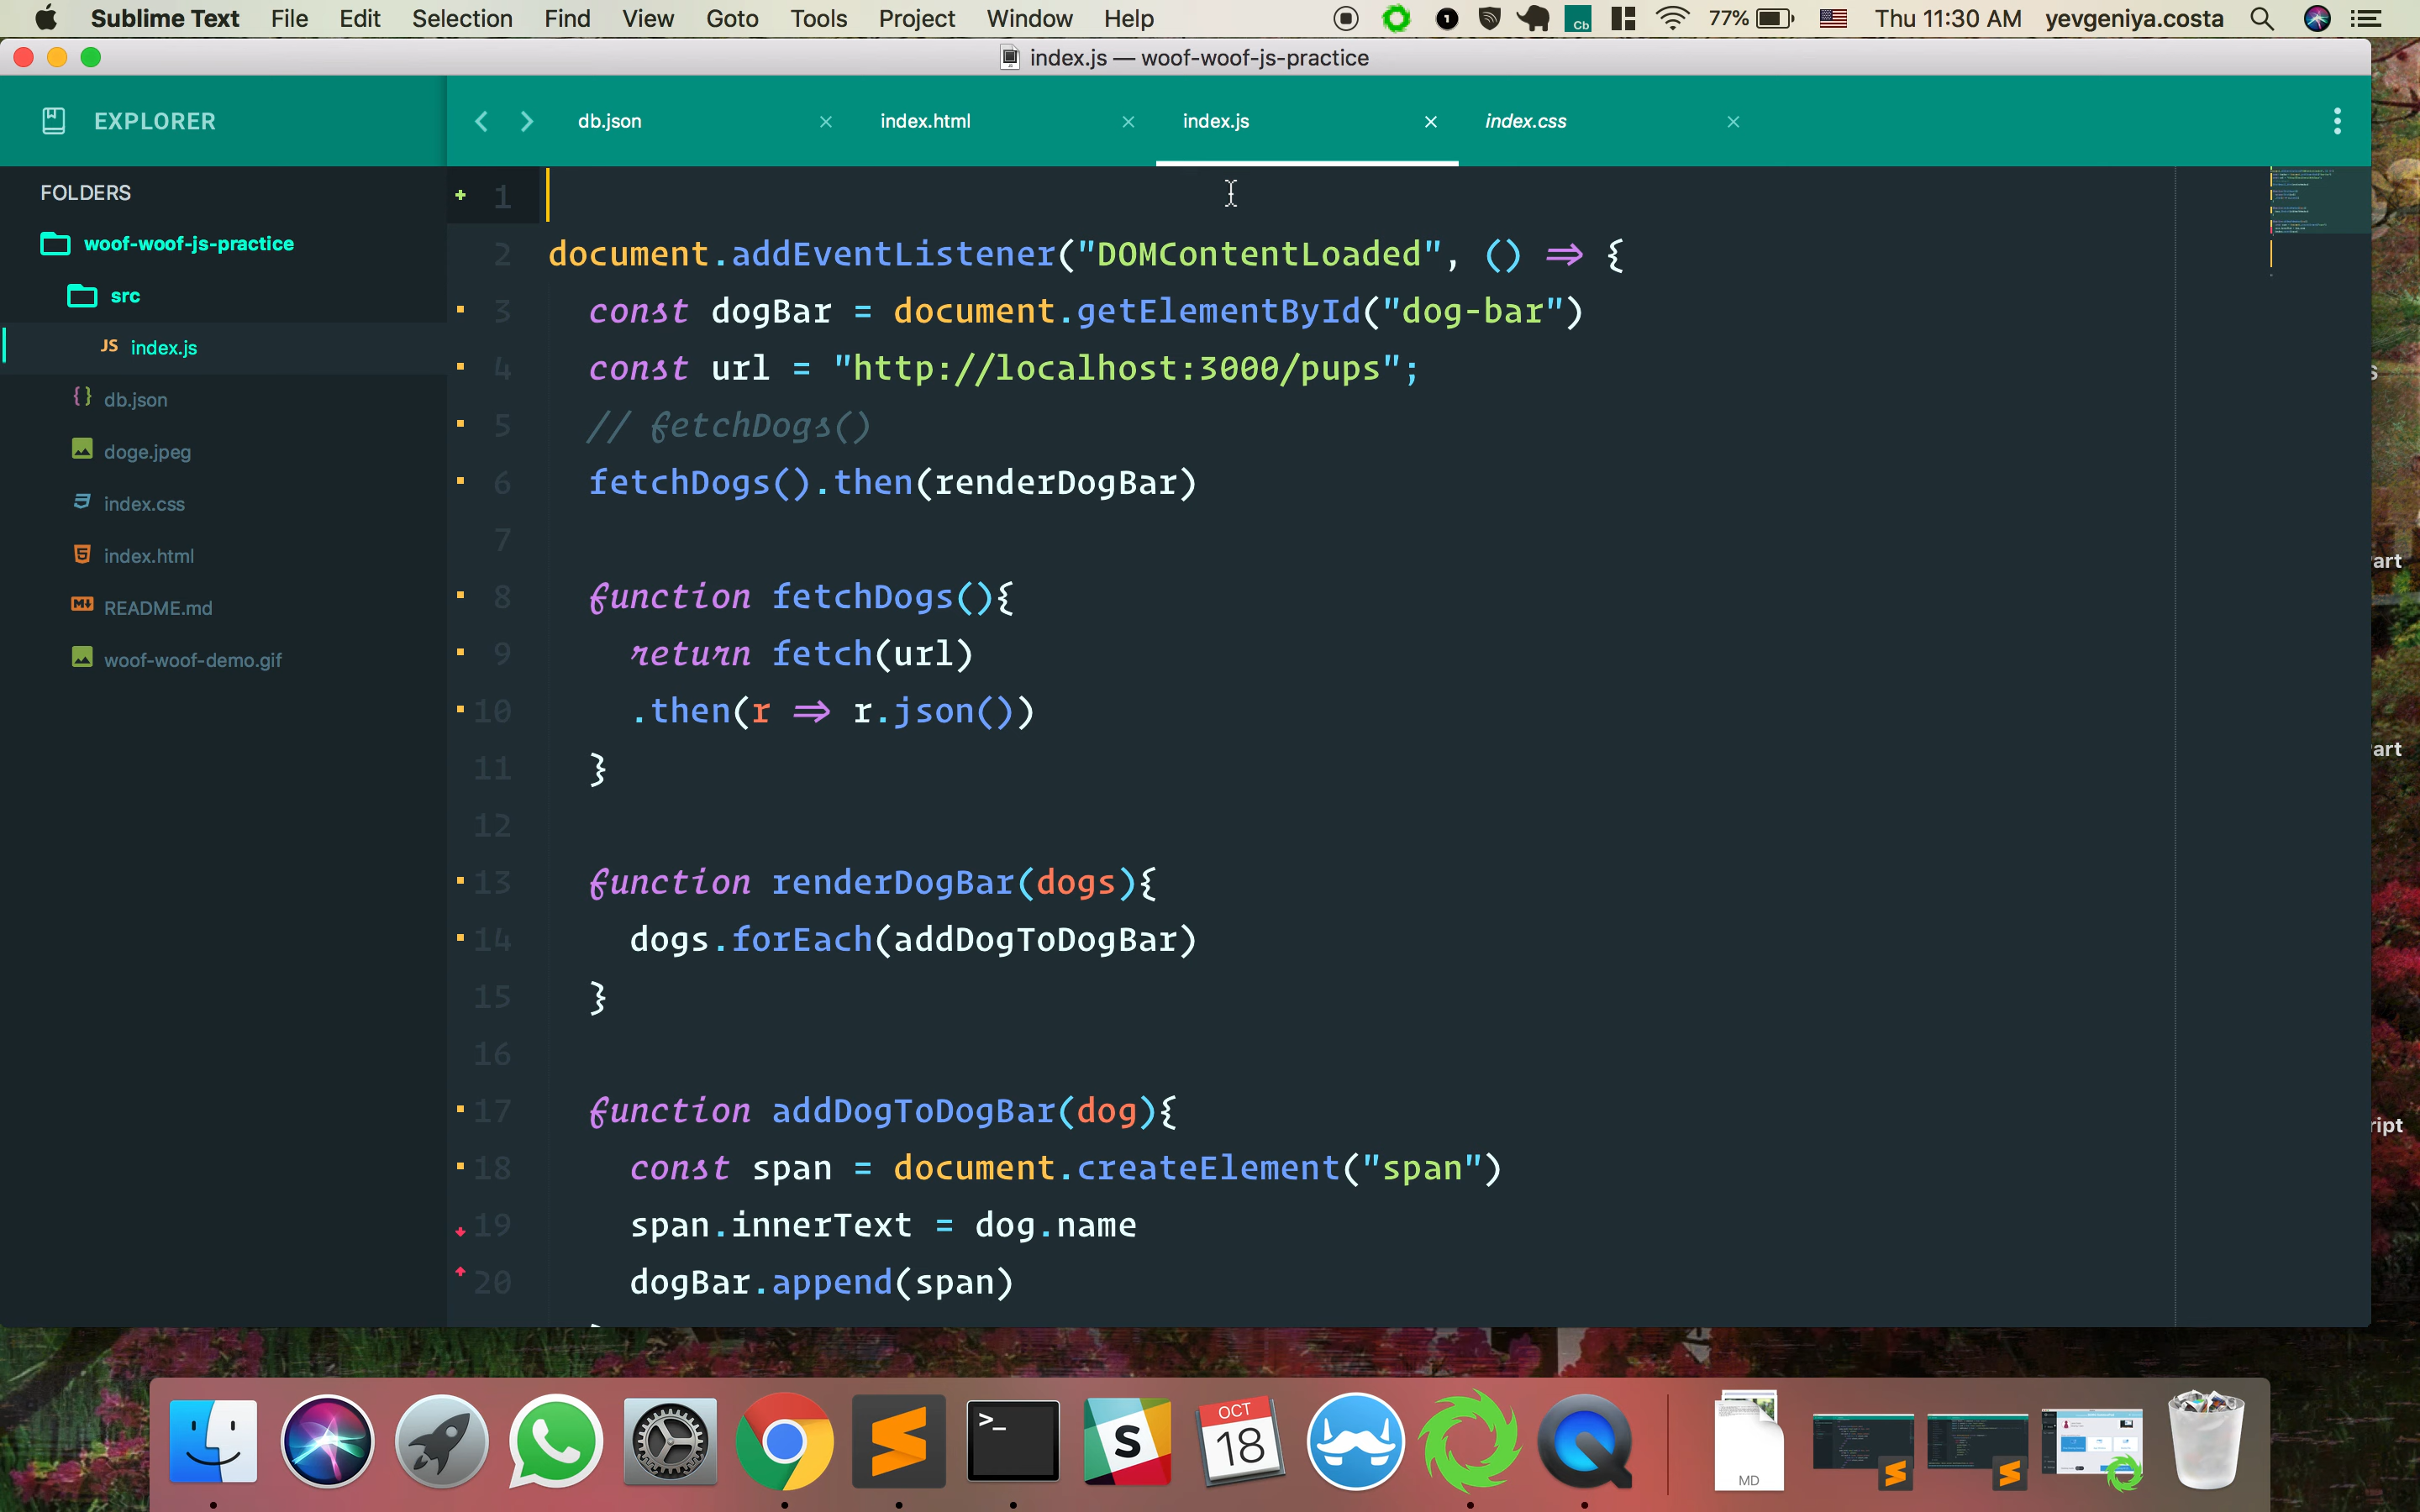 Sublime Text File Edit Selection Find View Goto Tools Project Window Help 1 Cb 77% Thu 11:30 AM yevgeniya.costa
index.js — woof-woof-js-practice
EXPLORER db.json index.html index.js index.css
FOLDERS
woof-woof-js-practice
src
JS index.js
{} db.json
doge.jpeg
index.css
index.html
README.md
woof-woof-demo.gif
1
2 document.addEventListener("DOMContentLoaded", () => {
3 const dogBar = document.getElementById("dog-bar")
4 const url = "http://localhost:3000/pups";
5 // fetchDogs()
6 fetchDogs().then(renderDogBar)
7
8 function fetchDogs(){
9 return fetch(url)
10 .then(r => r.json())
11 }
12
13 function renderDogBar(dogs){
14 dogs.forEach(addDogToDogBar)
15 }
16
17 function addDogToDogBar(dog){
18 const span = document.createElement("span")
19 span.innerText = dog.name
20 dogBar.append(span)
art
art
ript
>_
S
OCT
18
MD